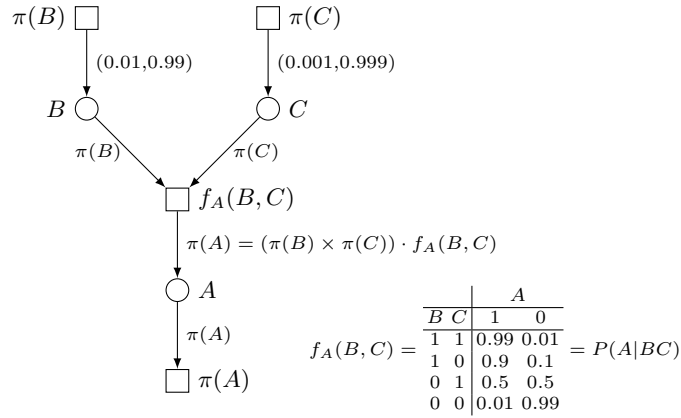 π(B) π(C)
(0.01,0.99) (0.001,0.999)
B C
π(B) π(C)
f_A(B, C)
π(A) = (π(B) × π(C)) · f_A(B, C)
A
π(A)
π(A)
A
B C 1 0
1 1 0.99 0.01
1 0 0.9 0.1
f_A(B, C) = = P(A|BC)
0 1 0.5 0.5
0 0 0.01 0.99